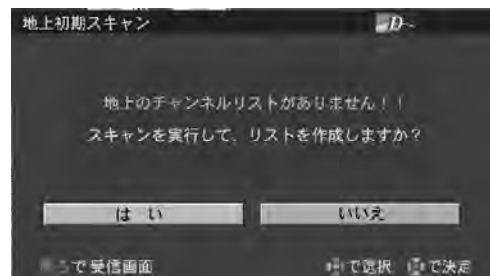 地上初期スキャン
地上のチャンネルリストがありません！！
スキャンを実行して、リストを作成しますか？
はい
いいえ
で受信画面
で選択
で決定